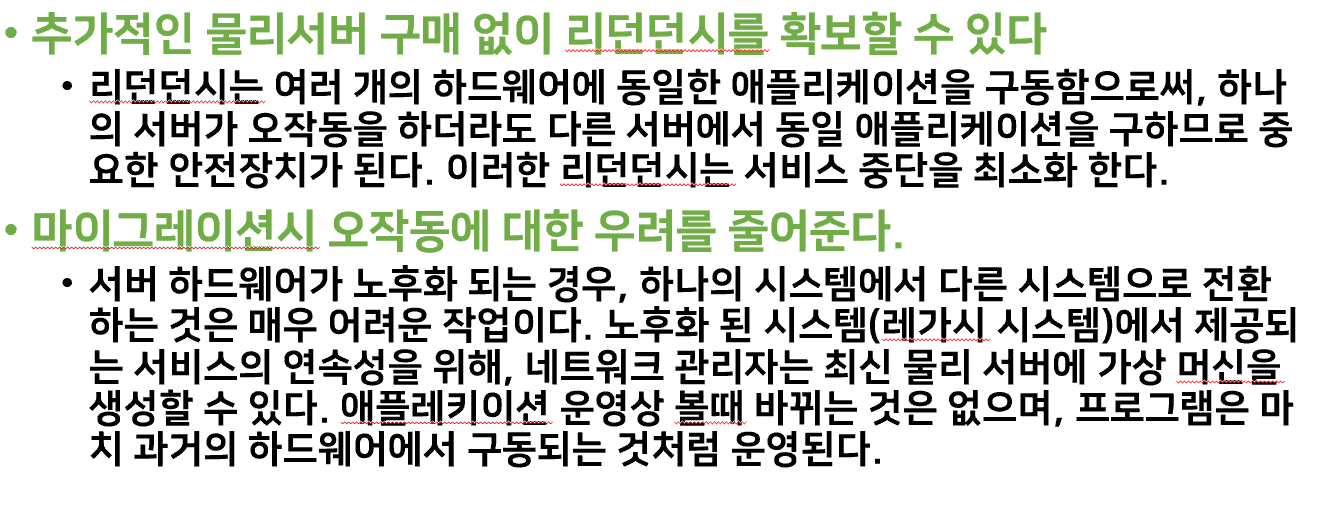 • 추가적인 물리서버 구매 없이 리던던시를 확보할 수 있다
• 리던던시는 여러 개의 하드웨어에 동일한 애플리케이션을 구동함으로써, 하나
의 서버가 오작동을 하더라도 다른 서버에서 동일 애플리케이션을 구하므로 중
요한 안전장치가 된다. 이러한 리던던시는 서비스 중단을 최소화 한다.
• 마이그레이션시 오작동에 대한 우려를 줄어준다.
• 서버 하드웨어가 노후화 되는 경우, 하나의 시스템에서 다른 시스템으로 전환
하는 것은 매우 어려운 작업이다. 노후화 된 시스템(레가시 시스템)에서 제공되
는 서비스의 연속성을 위해, 네트워크 관리자는 최신 물리 서버에 가상 머신을
생성할 수 있다. 애플레키이션 운영상 볼때 바뀌는 것은 없으며, 프로그램은 마
치 과거의 하드웨어에서 구동되는 것처럼 운영된다.